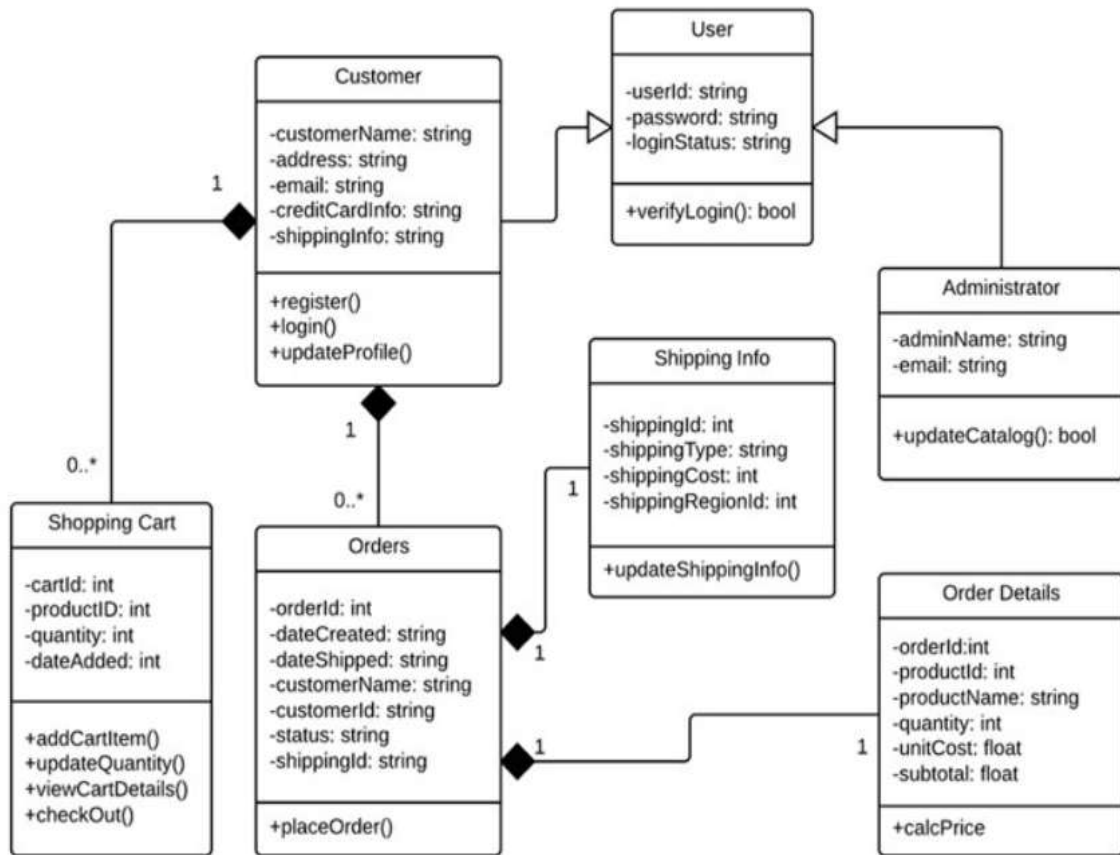 User
-userId: string
-password: string
-loginStatus: string
+verifyLogin(): bool
Customer
-customerName: string
-address: string
-email: string
-creditCardInfo: string
-shippingInfo: string
+register()
+login()
+updateProfile()
1
0..*
1
0..*
Administrator
-adminName: string
-email: string
+updateCatalog(): bool
Shipping Info
-shippingId: int
-shippingType: string
-shippingCost: int
-shippingRegionId: int
+updateShippingInfo()
1
1
Shopping Cart
-cartId: int
-productID: int
-quantity: int
-dateAdded: int
+addCartItem()
+updateQuantity()
+viewCartDetails()
+checkOut()
Orders
-orderId: int
-dateCreated: string
-dateShipped: string
-customerName: string
-customerId: string
-status: string
-shippingId: string
+placeOrder()
1
1
Order Details
-orderId:int
-productId: int
-productName: string
-quantity: int
-unitCost: float
-subtotal: float
+calcPrice